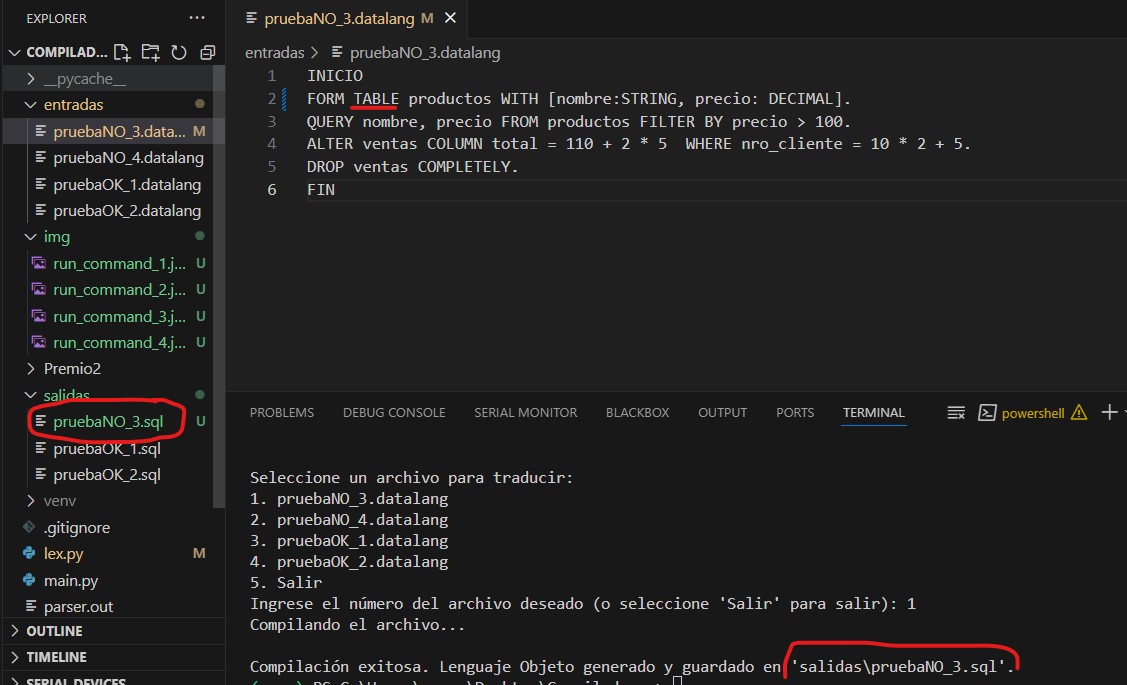 EXPLORER
COMPILAD...
__pycache__
entradas
pruebaNO_3.data... M
pruebaNO_4.datalang
pruebaOK_1.datalang
pruebaOK_2.datalang
img
run_command_1.j... U
run_command_2.j... U
run_command_3.j... U
run_command_4.j... U
Premio2
salidas
pruebaNO_3.sql U
pruebaOK_1.sql
pruebaOK_2.sql
venv
.gitignore
lex.py M
main.py
parser.out
OUTLINE
TIMELINE
SERIAL DEVICES
pruebaNO_3.datalang M
entradas > pruebaNO_3.datalang
1 INICIO
2 FORM TABLE productos WITH [nombre:STRING, precio: DECIMAL].
3 QUERY nombre, precio FROM productos FILTER BY precio > 100.
4 ALTER ventas COLUMN total = 110 + 2 * 5  WHERE nro_cliente = 10 * 2 + 5.
5 DROP ventas COMPLETELY.
6 FIN
PROBLEMS DEBUG CONSOLE SERIAL MONITOR BLACKBOX OUTPUT PORTS TERMINAL powershell
Seleccione un archivo para traducir:
1. pruebaNO_3.datalang
2. pruebaNO_4.datalang
3. pruebaOK_1.datalang
4. pruebaOK_2.datalang
5. Salir
Ingrese el número del archivo deseado (o seleccione 'Salir' para salir): 1
Compilando el archivo...
Compilación exitosa. Lenguaje Objeto generado y guardado en 'salidas\pruebaNO_3.sql'.